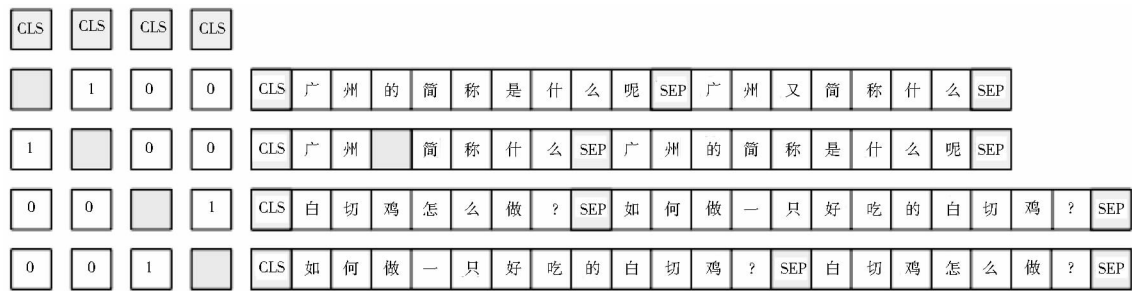 CLS CLS CLS CLS
1 0 0 CLS 广 州 的 简 称 是 什 么 呢 SEP 广 州 又 简 称 什 么 SEP
1 0 0 CLS 广 州 简 称 什 么 SEP 广 州 的 简 称 是 什 么 呢 SEP
0 0 1 CLS 白 切 鸡 怎 么 做 ? SEP 如 何 做 一 只 好 吃 的 白 切 鸡 ? SEP
0 0 1 CLS 如 何 做 一 只 好 吃 的 白 切 鸡 ? SEP 白 切 鸡 怎 么 做 ? SEP